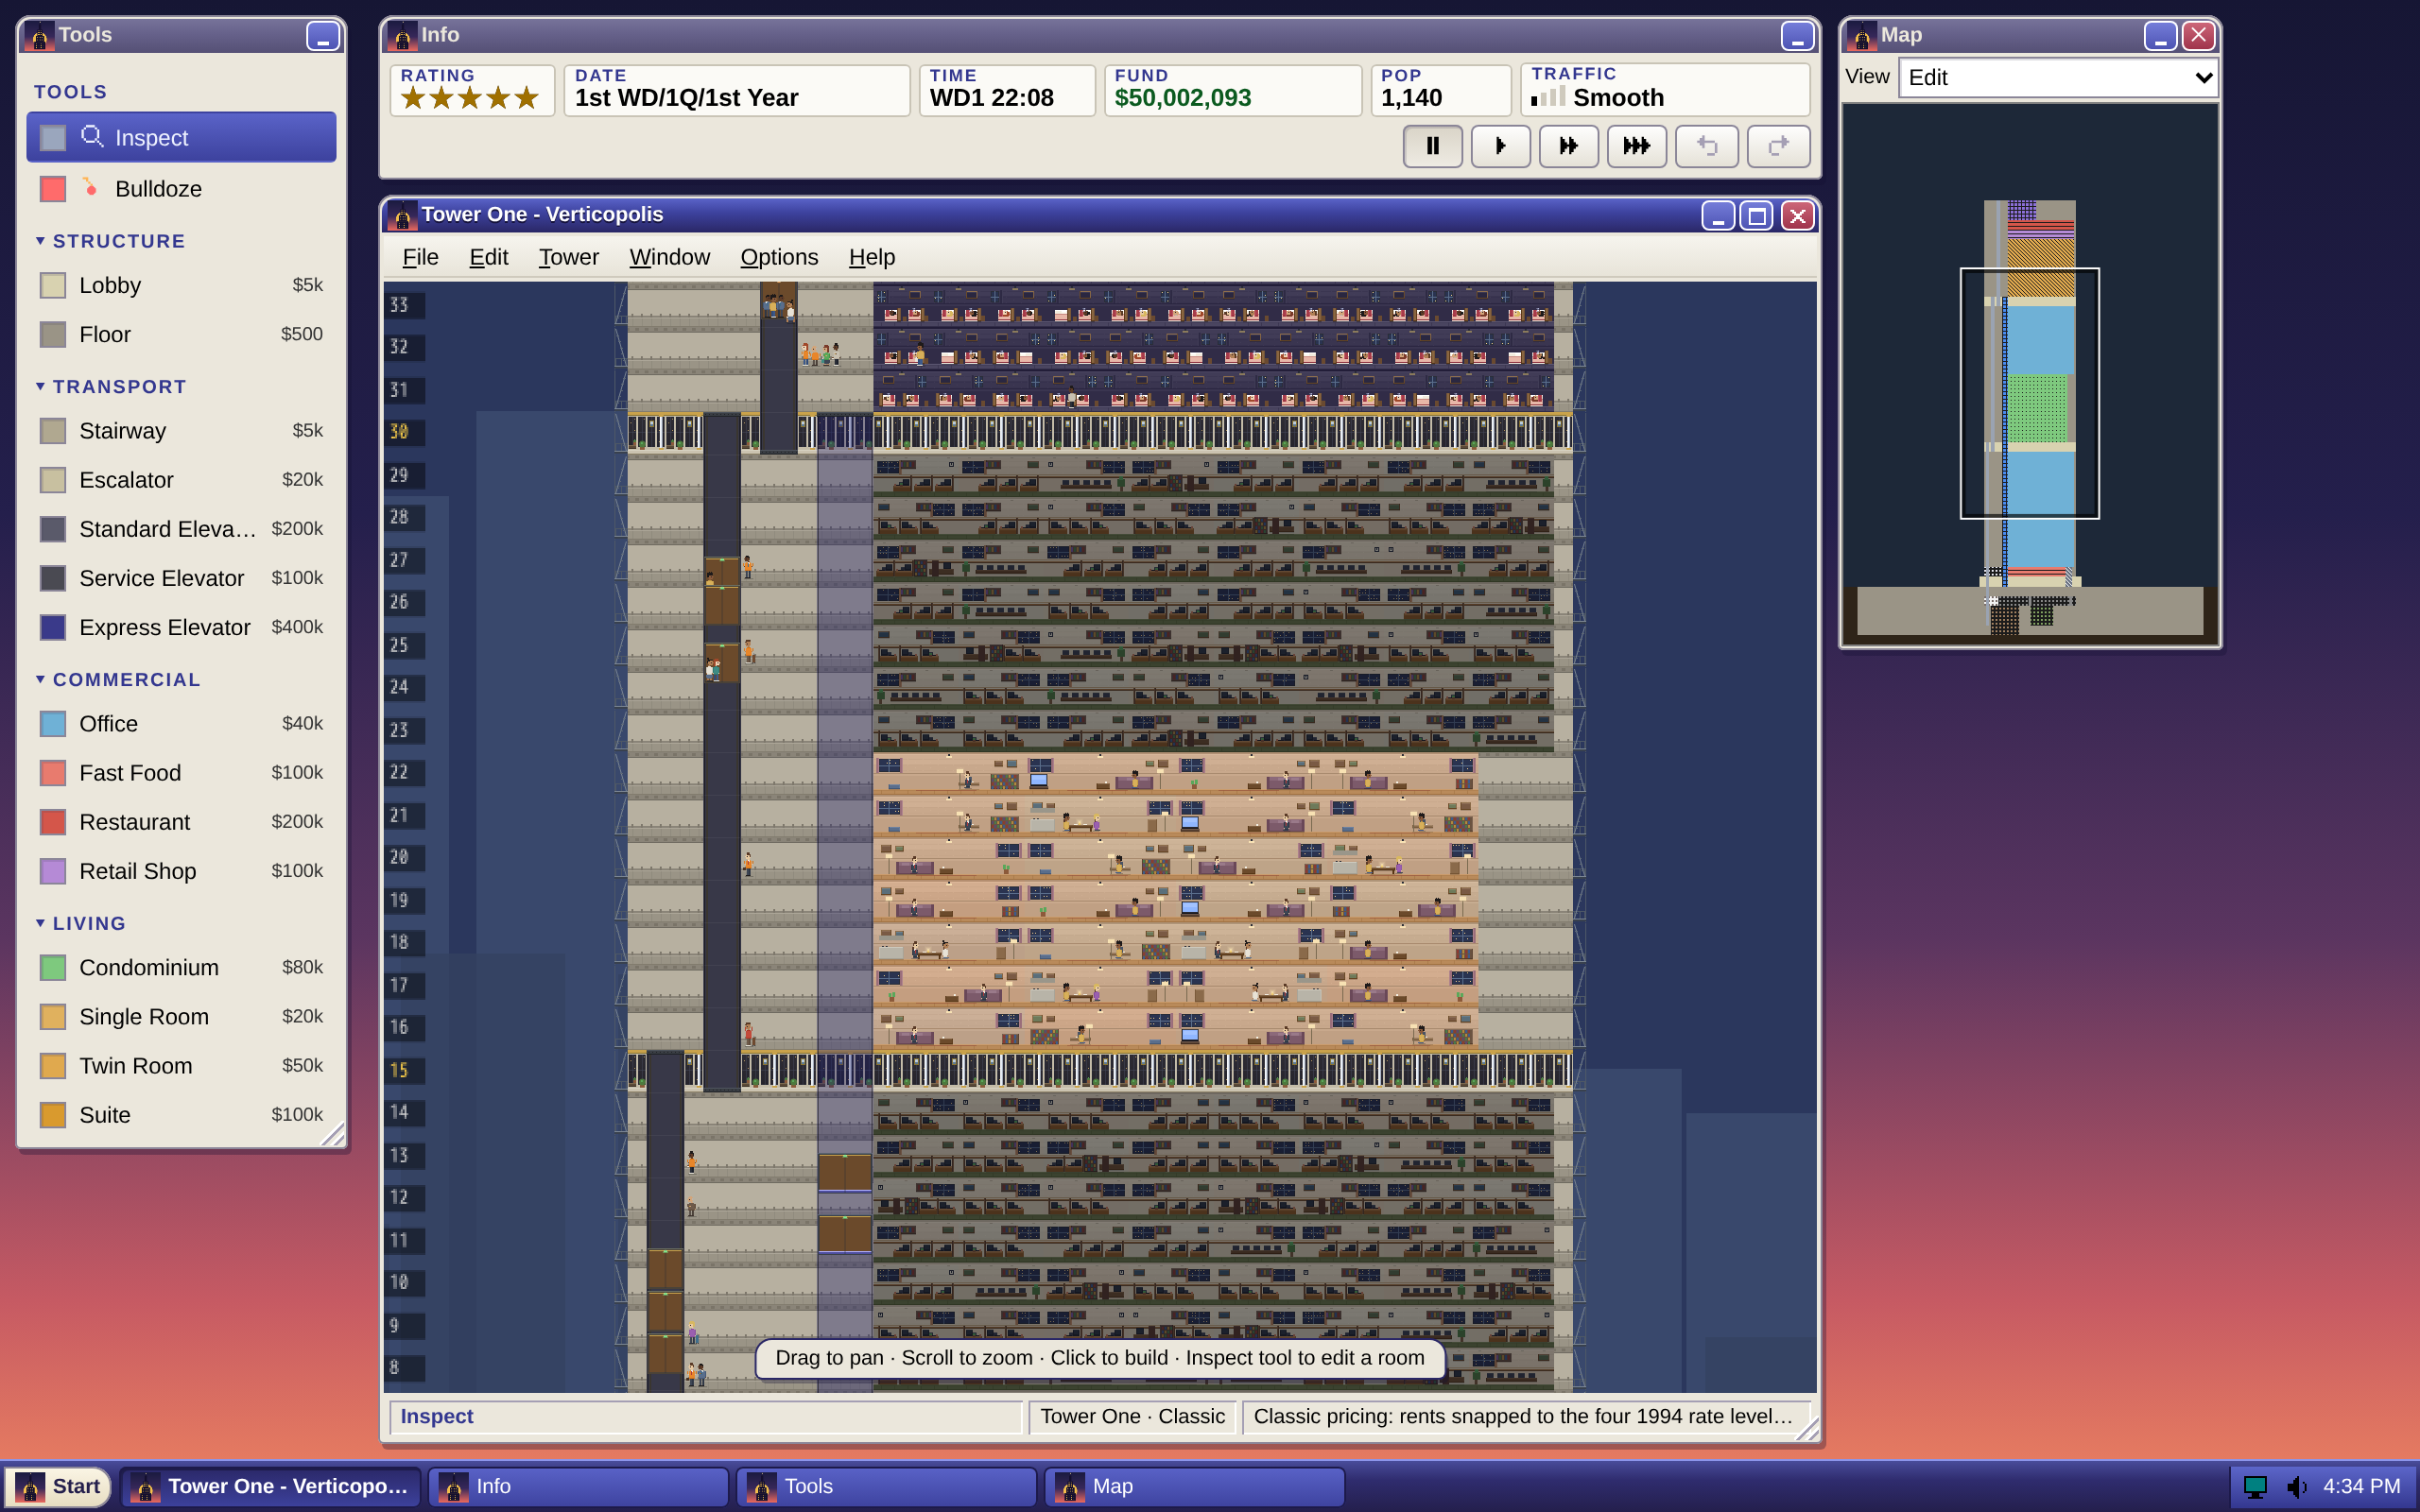 Tools
TOOLS
Inspect
Bulldoze
STRUCTURE
Lobby $5k
Floor $500
TRANSPORT
Stairway $5k
Escalator $20k
Standard Eleva… $200k
Service Elevator $100k
Express Elevator $400k
COMMERCIAL
Office $40k
Fast Food $100k
Restaurant $200k
Retail Shop $100k
LIVING
Condominium $80k
Single Room $20k
Twin Room $50k
Suite $100k
Info
RATING
DATE
1st WD/1Q/1st Year
TIME
WD1 22:08
FUND
$50,002,093
POP
1,140
TRAFFIC
Smooth
Tower One - Verticopolis
File Edit Tower Window Options Help
33
32
31
30
29
28
27
26
25
24
23
22
21
20
19
18
17
16
15
14
13
12
11
10
9
8
Drag to pan · Scroll to zoom · Click to build · Inspect tool to edit a room
Inspect
Tower One · Classic
Classic pricing: rents snapped to the four 1994 rate level…
Map
View Edit
Start
Tower One - Verticopo…
Info
Tools
Map
4:34 PM